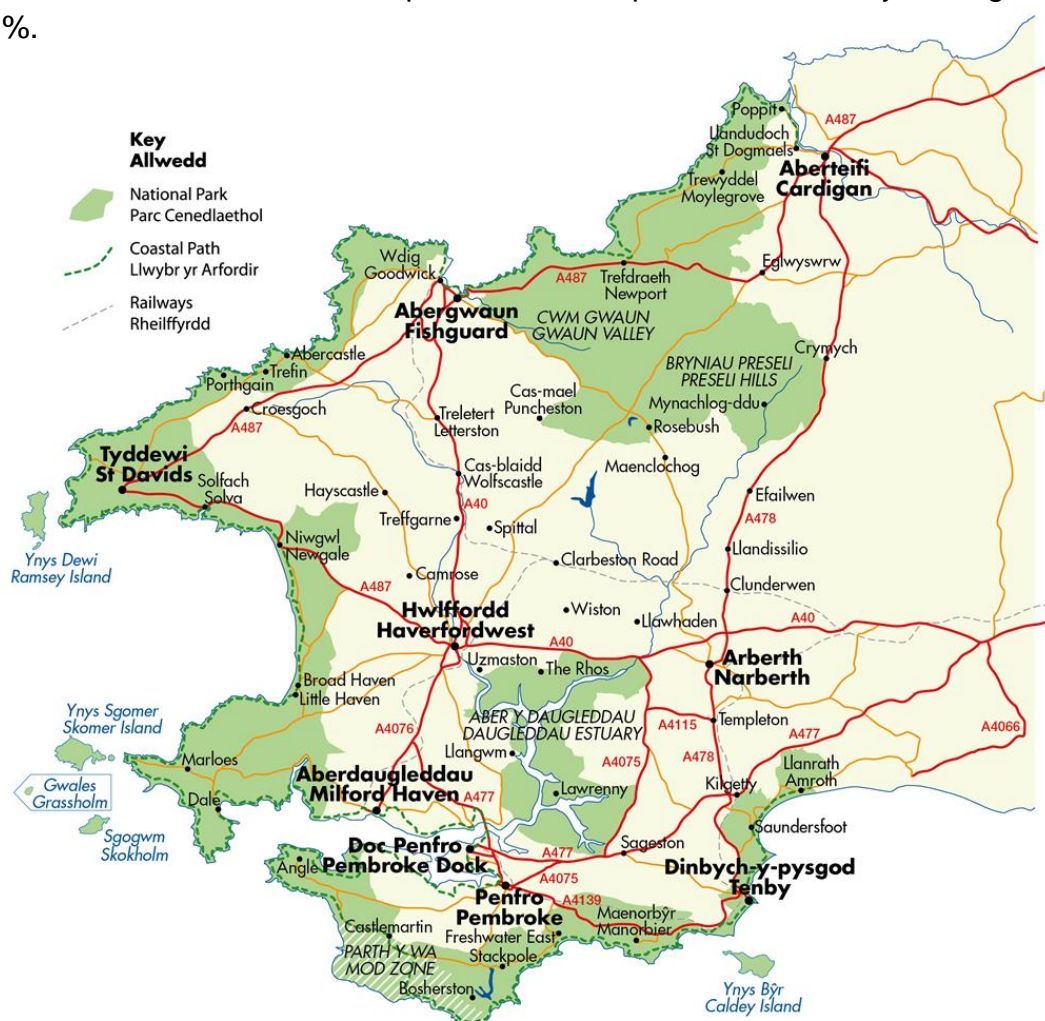 %.
Key
Allwedd
National Park
Parc Cenedlaethol
Coastal Path
Llwybr yr Arfordir
Railways
Rheilffyrdd
Poppit
A487
Llandudoch
St Dogmaels
Aberteifi
Cardigan
Trewyddel
Moylegrove
Wdig
Goodwick
A487
Trefdraeth
Newport
Eglwyswrw
Abergwaun
Fishguard
CWM GWAUN
GWAUN VALLEY
Crymych
Abercastle
Trefin
Porthgain
BRYNIAU PRESELI
PRESELI HILLS
Cas-mael
Puncheston
Mynachlog-ddu
Croesgoch
Treletert
Letterston
Rosebush
A487
Tyddewi
St Davids
Maenclochog
Solfach
Solva
Cas-blaidd
Wolfscastle
Hayscastle
Efailwen
A40
Treffgarne
Spittal
A478
Niwgwl
Newgale
Llandissilio
Ynys Dewi
Ramsey Island
Clarbeston Road
Camrose
Clunderwen
A487
Hwlffordd
Haverfordwest
Wiston
Llawhaden
A40
A40
Arberth
Narberth
Uzmaston
The Rhos
Broad Haven
Little Haven
Ynys Sgomer
Skomer Island
ABER Y DAUGLEDDAU
DAUGLEDDAU ESTUARY
A4076
A4115
Templeton
A477
A4066
Llangwm
A4075
A478
Marloes
Llanrath
Amroth
Aberdaugleddau
Milford Haven
Gwales
Grassholm
Kilgetty
Lawrenny
A477
Dale
Sgogwm
Skokholm
Saundersfoot
Doc Penfro
Pembroke Dock
Sageston
A477
Angle
A4075
Dinbych-y-pysgod
Tenby
Penfro
Pembroke
A4139
Maenorbŷr
Manorbier
Castlemartin
Freshwater East
PARTH Y WA
MOD ZONE
Stackpole
Bosherston
Ynys Bŷr
Caldey Island